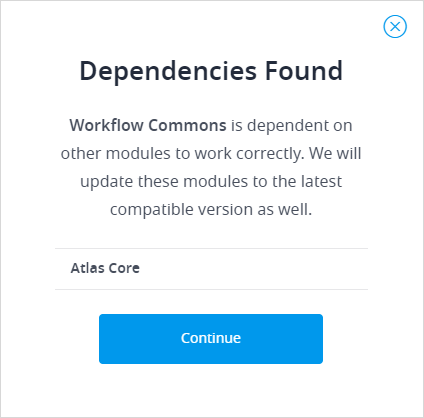 Dependencies Found
Workflow Commons is dependent on
other modules to work correctly. We will
update these modules to the latest
compatible version as well.
Atlas Core
Continue